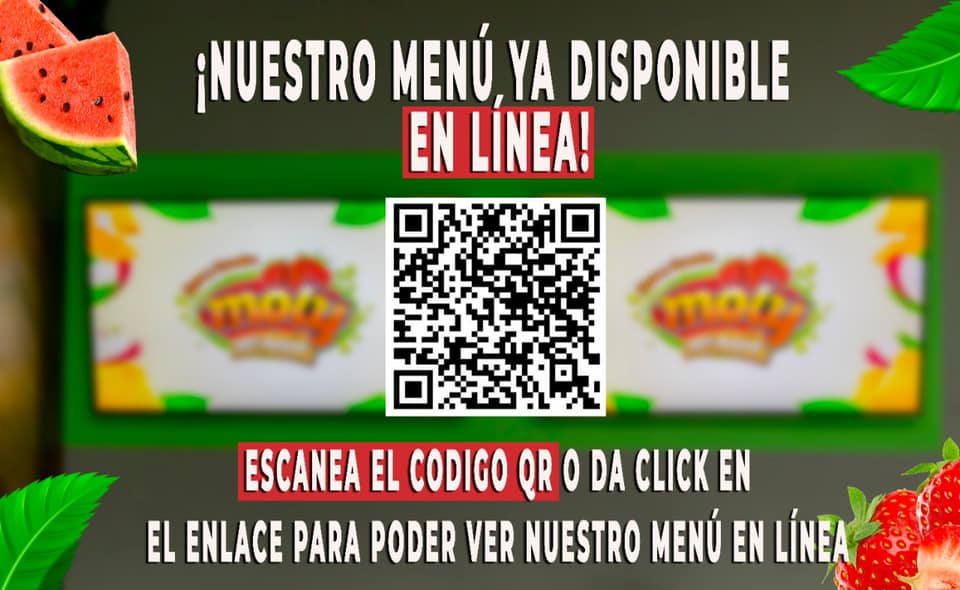 ¡NUESTRO MENÚ YA DISPONIBLE
EN LÍNEA!
ESCANEA EL CODIGO QR O DA CLICK EN
EL ENLACE PARA PODER VER NUESTRO MENÚ EN LÍNEA